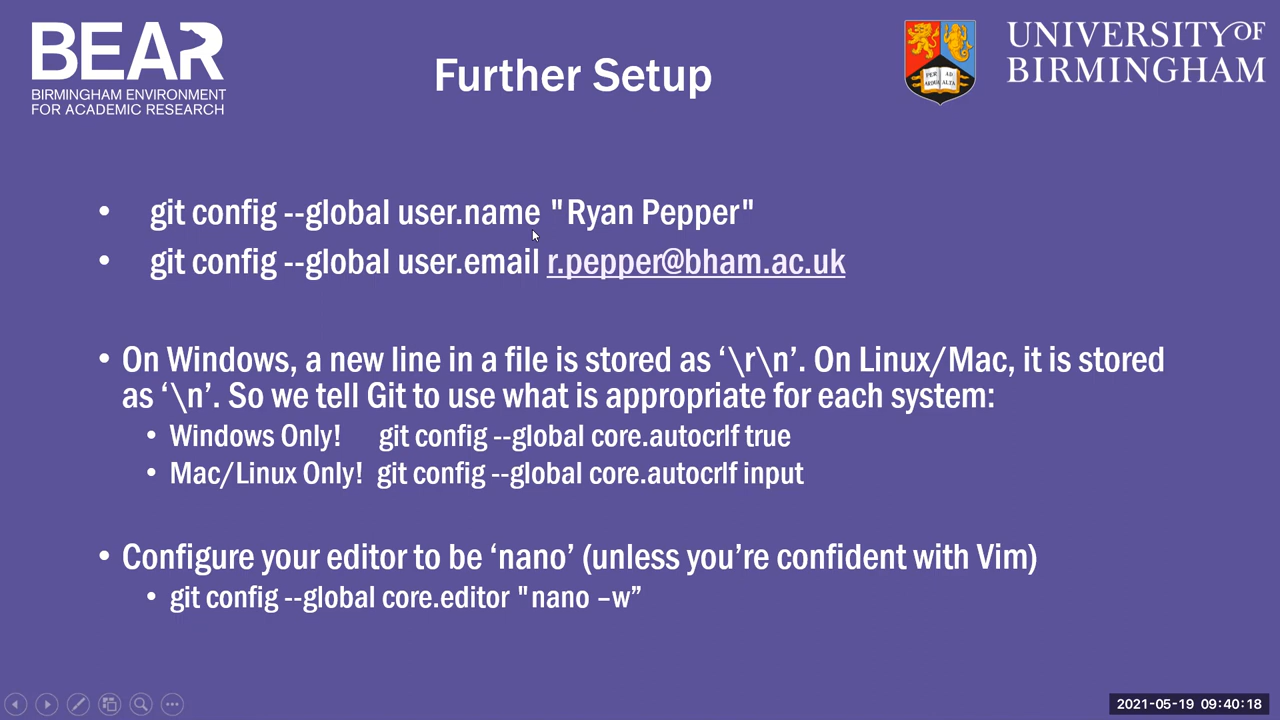 BEAR
BIRMINGHAM ENVIRONMENT
FOR ACADEMIC RESEARCH
Further Setup
PER AD
ARDUA ALTA
UNIVERSITY OF
BIRMINGHAM
• git config --global user.name "Ryan Pepper"
• git config --global user.email r.pepper@bham.ac.uk
• On Windows, a new line in a file is stored as ‘\r\n’. On Linux/Mac, it is stored
as ‘\n’. So we tell Git to use what is appropriate for each system:
• Windows Only! git config --global core.autocrlf true
• Mac/Linux Only! git config --global core.autocrlf input
• Configure your editor to be ‘nano’ (unless you’re confident with Vim)
• git config --global core.editor "nano –w”
2021-05-19 09:40:18